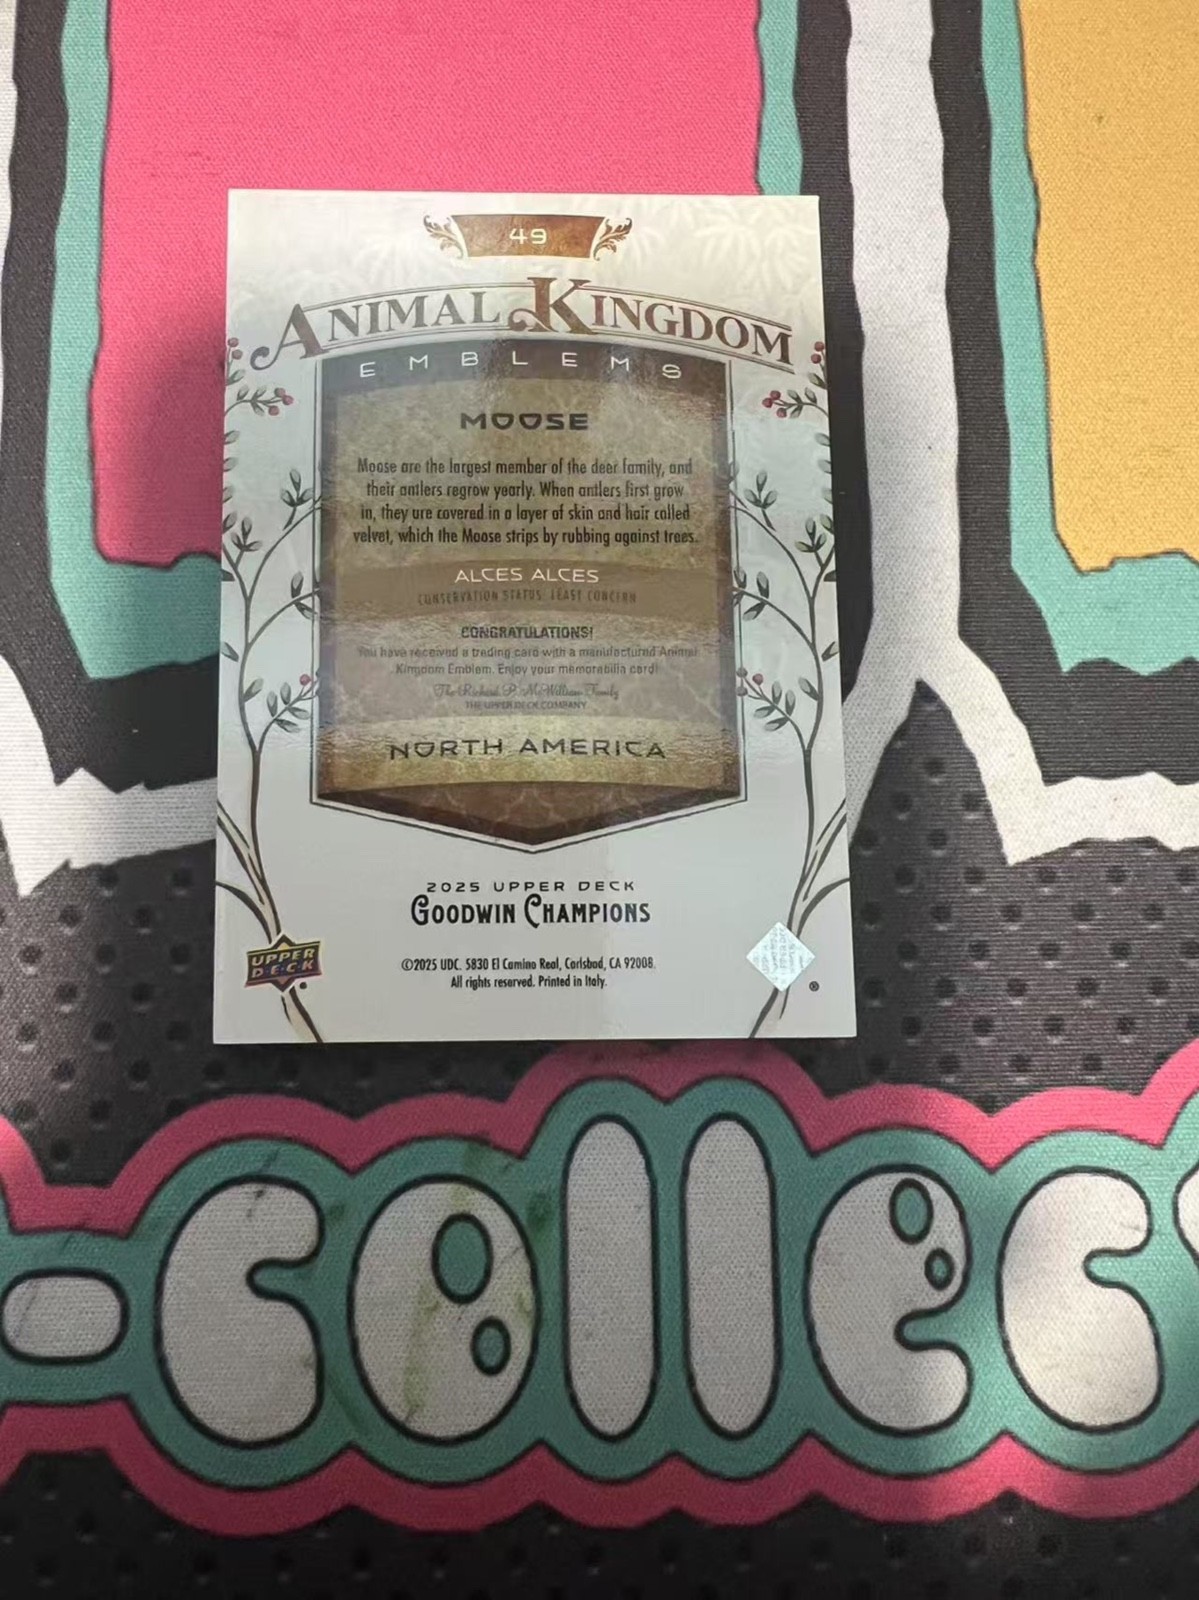 49
ANIMAL KINGDOM
EMBLEMS
MOOSE
Moose are the largest member of the deer family, and
their antlers regrow yearly. When antlers first grow
in, they are covered in a layer of skin and hair called
velvet, which the Moose strips by rubbing against trees.
ALCES ALCES
CONSERVATION STATUS: LEAST CONCERN
CONGRATULATIONS!
You have received a trading card with a manufactured Animal
Kingdom Emblem. Enjoy your memorabilia card!
The Richard P. McWilliam Family
THE UPPER DECK COMPANY
NORTH AMERICA
2025 UPPER DECK
GOODWIN CHAMPIONS
UPPER
D·E·C·K
©2025 UDC. 5830 El Camino Real, Carlsbad, CA 92008.
All rights reserved. Printed in Italy.
®
-collect